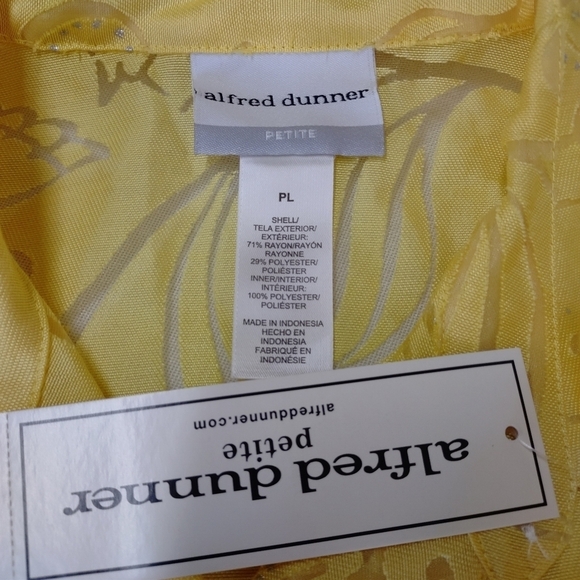 alfred dunner
PETITE
PL
SHELL/
TELA EXTERIOR/
EXTÉRIEUR:
71% RAYON/RAYÓN
RAYONNE
29% POLYESTER/
POLIÉSTER
INNER/INTERIOR/
INTÉRIEUR:
100% POLYESTER/
POLIÉSTER
MADE IN INDONESIA
HECHO EN
INDONESIA
FABRIQUÉ EN
INDONÉSIE
alfred dunner
petite
alfreddunner.com